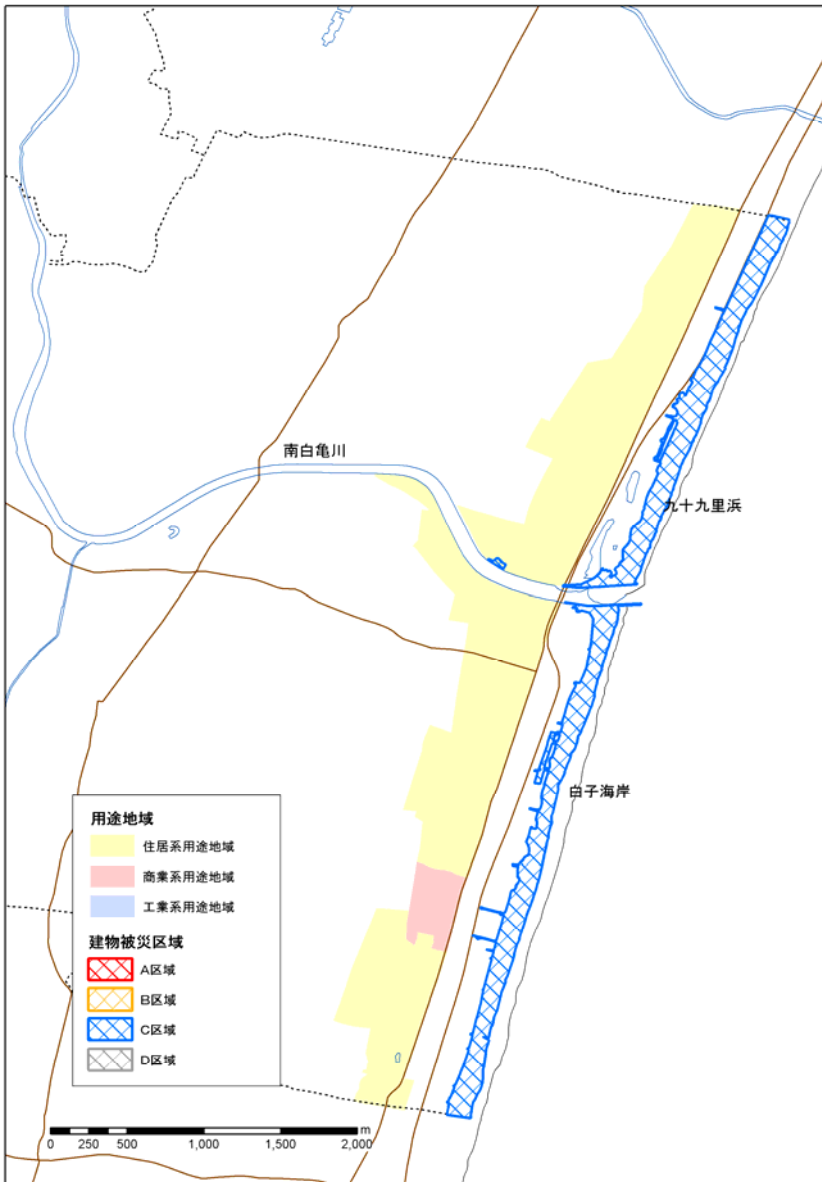 南白亀川
九十九里浜
白子海岸
用途地域
住居系用途地域
商業系用途地域
工業系用途地域
建物被災区域
A区域
B区域
C区域
D区域
m
0 250 500 1,000 1,500 2,000